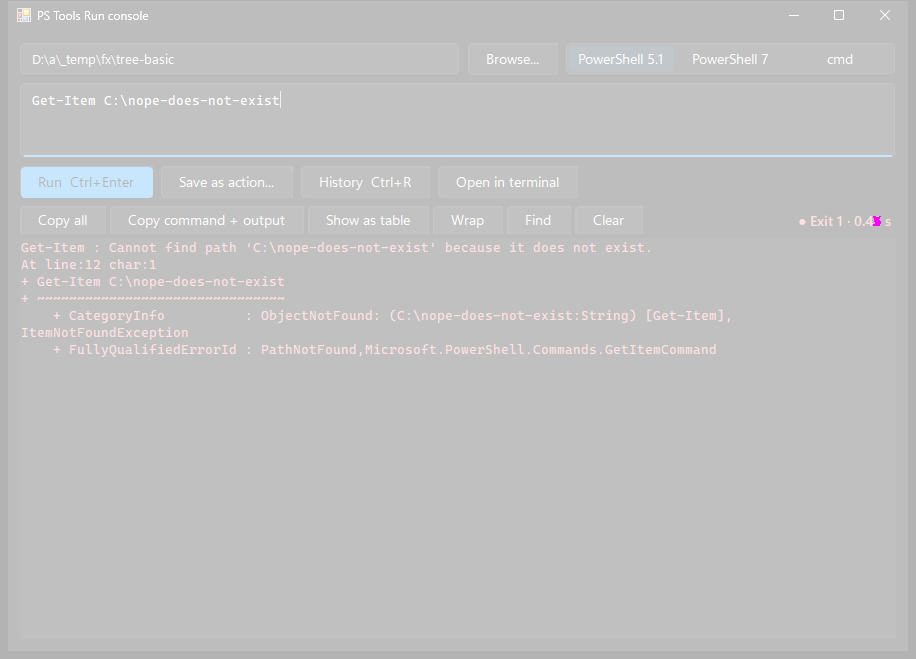 PS Tools Run console
D:\a\_temp\fx\tree-basic
Browse...
PowerShell 5.1
PowerShell 7
cmd
Get-Item C:\nope-does-not-exist
Run Ctrl+Enter
Save as action...
History Ctrl+R
Open in terminal
Copy all
Copy command + output
Show as table
Wrap
Find
Clear
● Exit 1 · s
Get-Item : Cannot find path 'C:\nope-does-not-exist' because it does not exist.
At line:12 char:1
+ Get-Item C:\nope-does-not-exist
+ ~~~~~~~~~~~~~~~~~~~~~~~~~~~~~~~
    + CategoryInfo          : ObjectNotFound: (C:\nope-does-not-exist:String) [Get-Item],
ItemNotFoundException
    + FullyQualifiedErrorId : PathNotFound,Microsoft.PowerShell.Commands.GetItemCommand